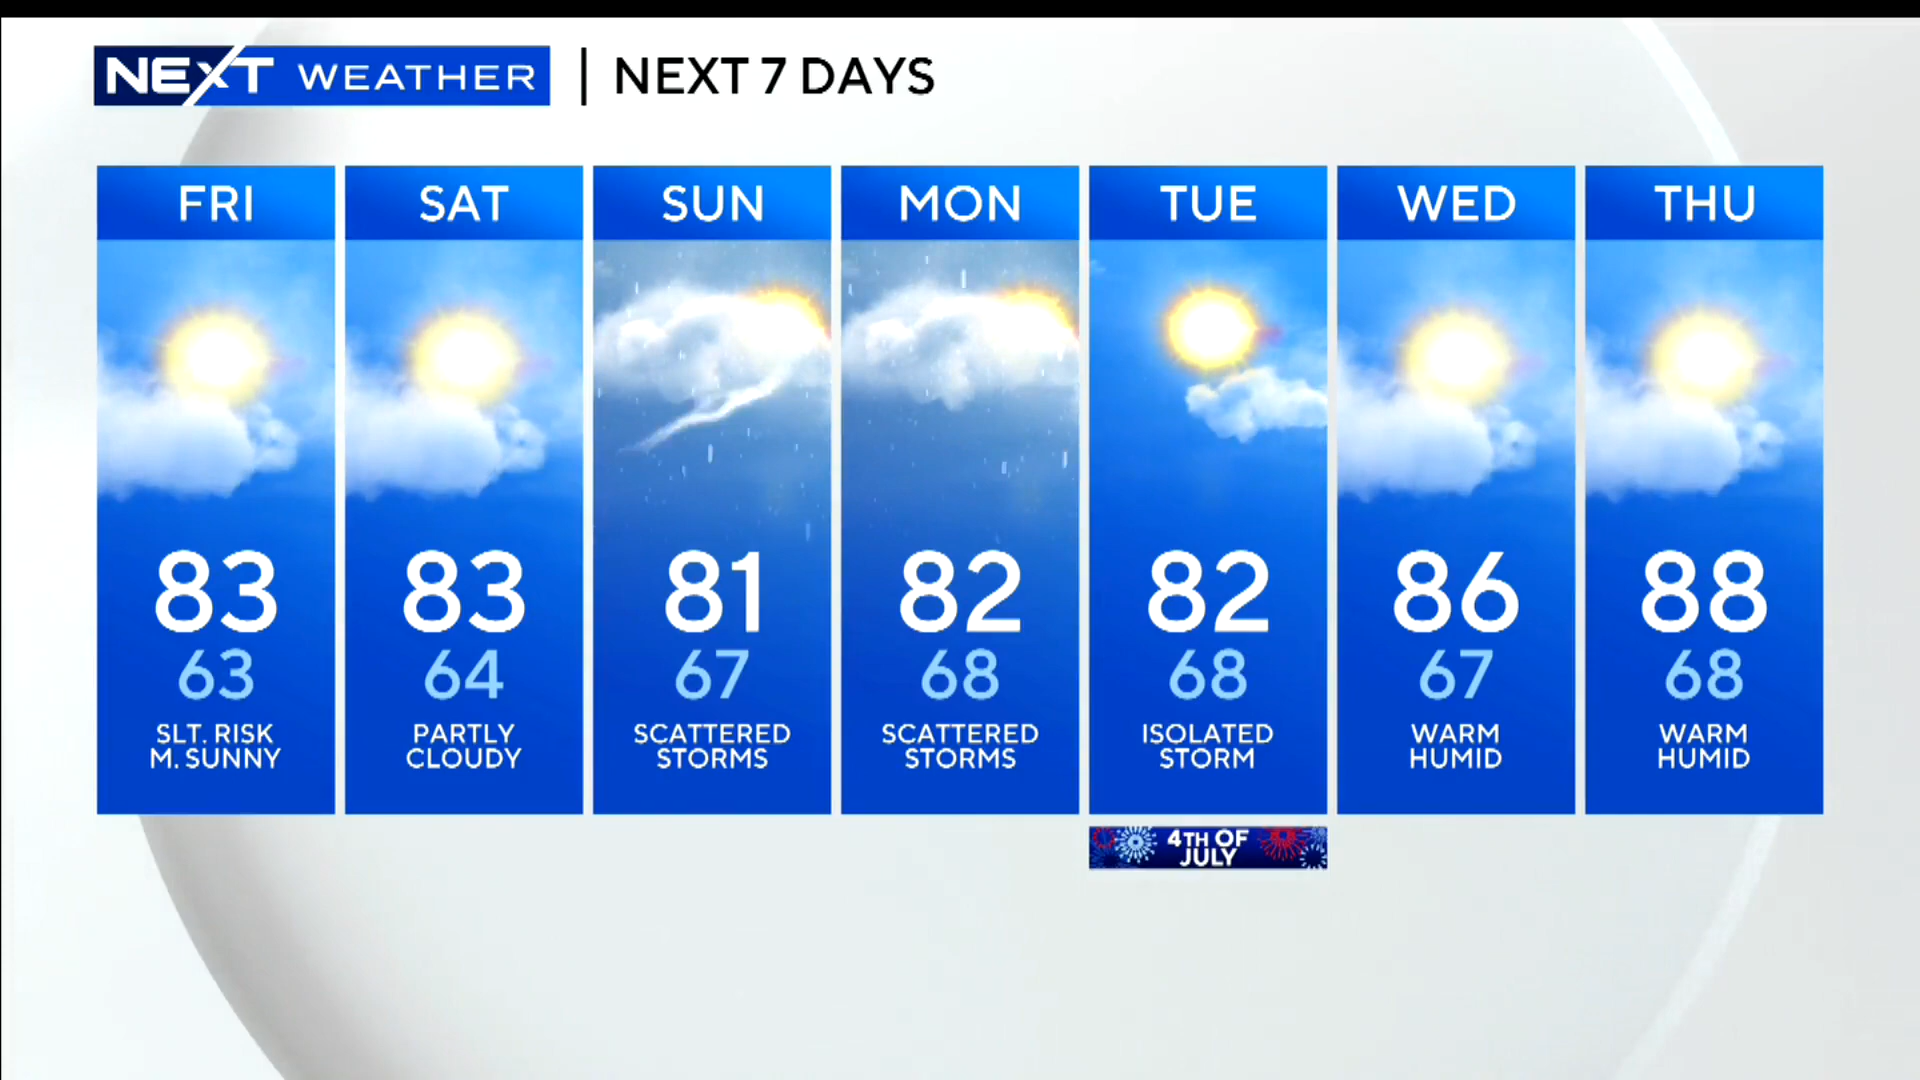 NEXT WEATHER | NEXT 7 DAYS
FRI
83
63
SLT. RISK
M. SUNNY
SAT
83
64
PARTLY
CLOUDY
SUN
81
67
SCATTERED
STORMS
MON
82
68
SCATTERED
STORMS
TUE
82
68
ISOLATED
STORM
4TH OF
JULY
WED
86
67
WARM
HUMID
THU
88
68
WARM
HUMID